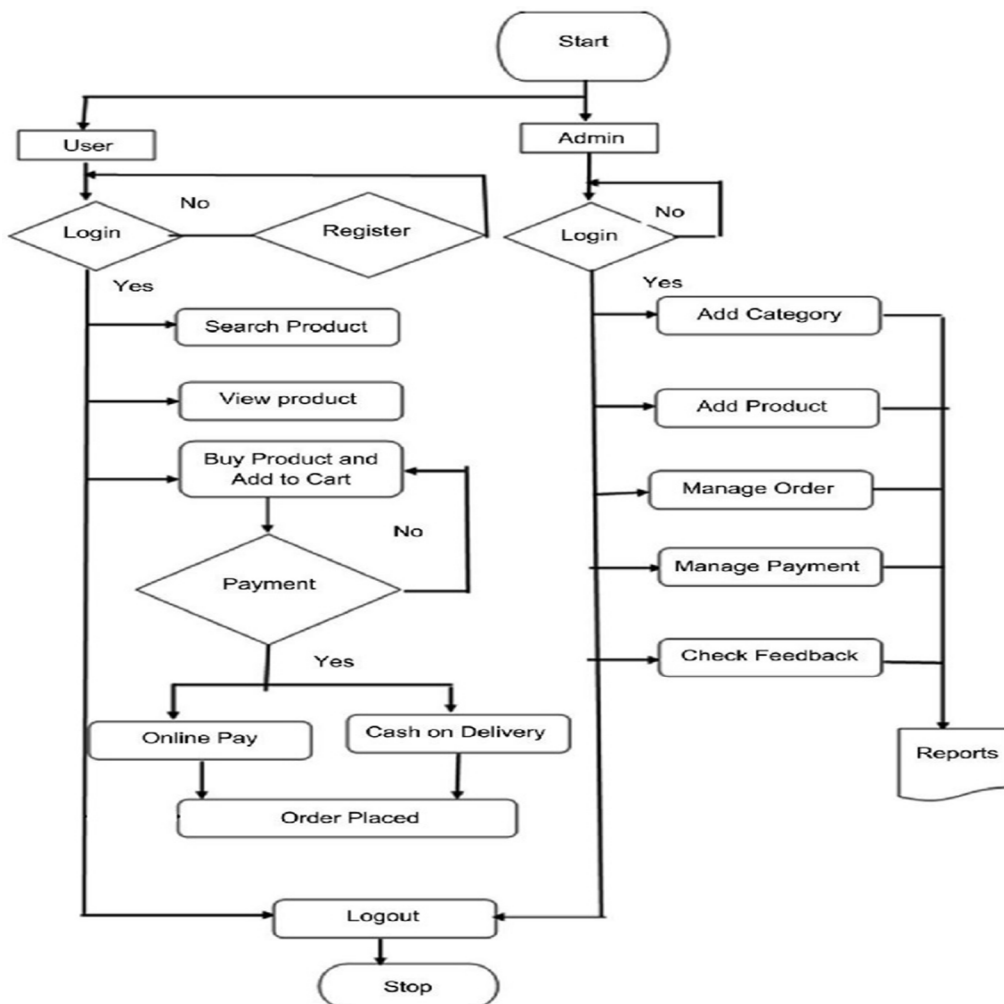 Start
User
Admin
No
Login
Register
No
Login
Yes
Yes
Search Product
Add Category
View product
Add Product
Buy Product and
Add to Cart
Manage Order
No
Payment
Manage Payment
Yes
Check Feedback
Online Pay
Cash on Delivery
Reports
Order Placed
Logout
Stop